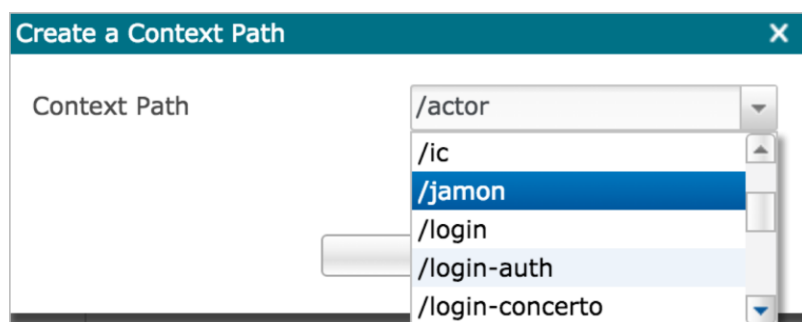 Create a Context Path
Context Path /actor
/ic
/jamon
/login
/login-auth
/login-concerto